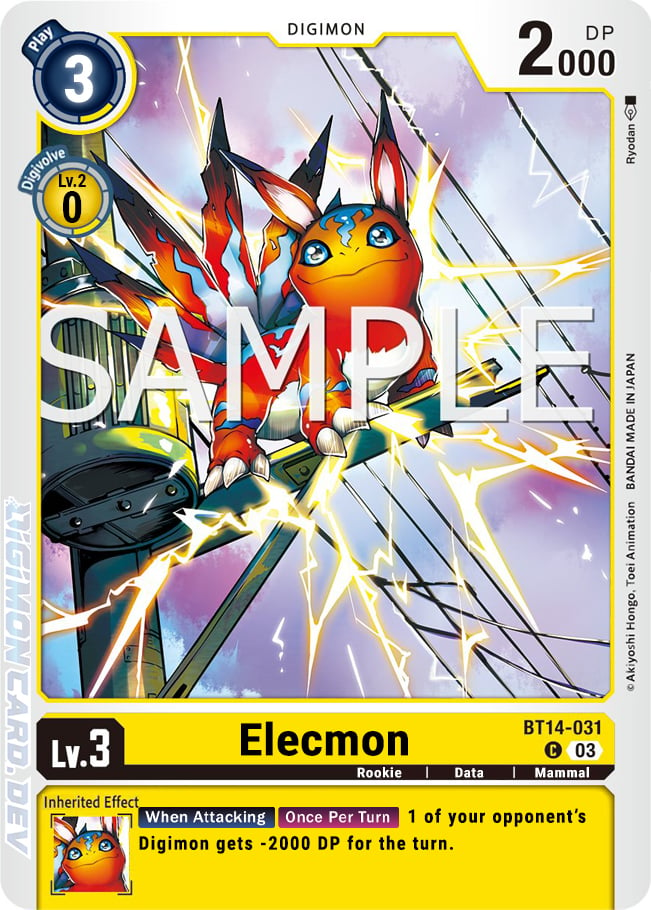 DIGIMON
Play
3
2000
DP
Digivolve
Lv.2
0
Ryodan
SAMPLE
BANDAI MADE IN JAPAN
© Akiyoshi Hongo, Toei Animation
DIGIMONCARD.DEV
Lv.3
Elecmon
BT14-031
C 03
Rookie | Data | Mammal
Inherited Effect
When Attacking Once Per Turn 1 of your opponent's
Digimon gets -2000 DP for the turn.